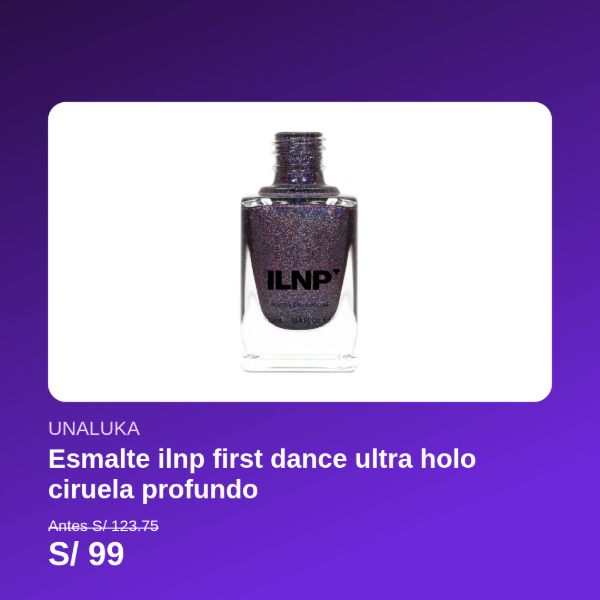 ILNP
UNALUKA
Esmalte ilnp first dance ultra holo
ciruela profundo
Antes S/ 123.75
S/ 99